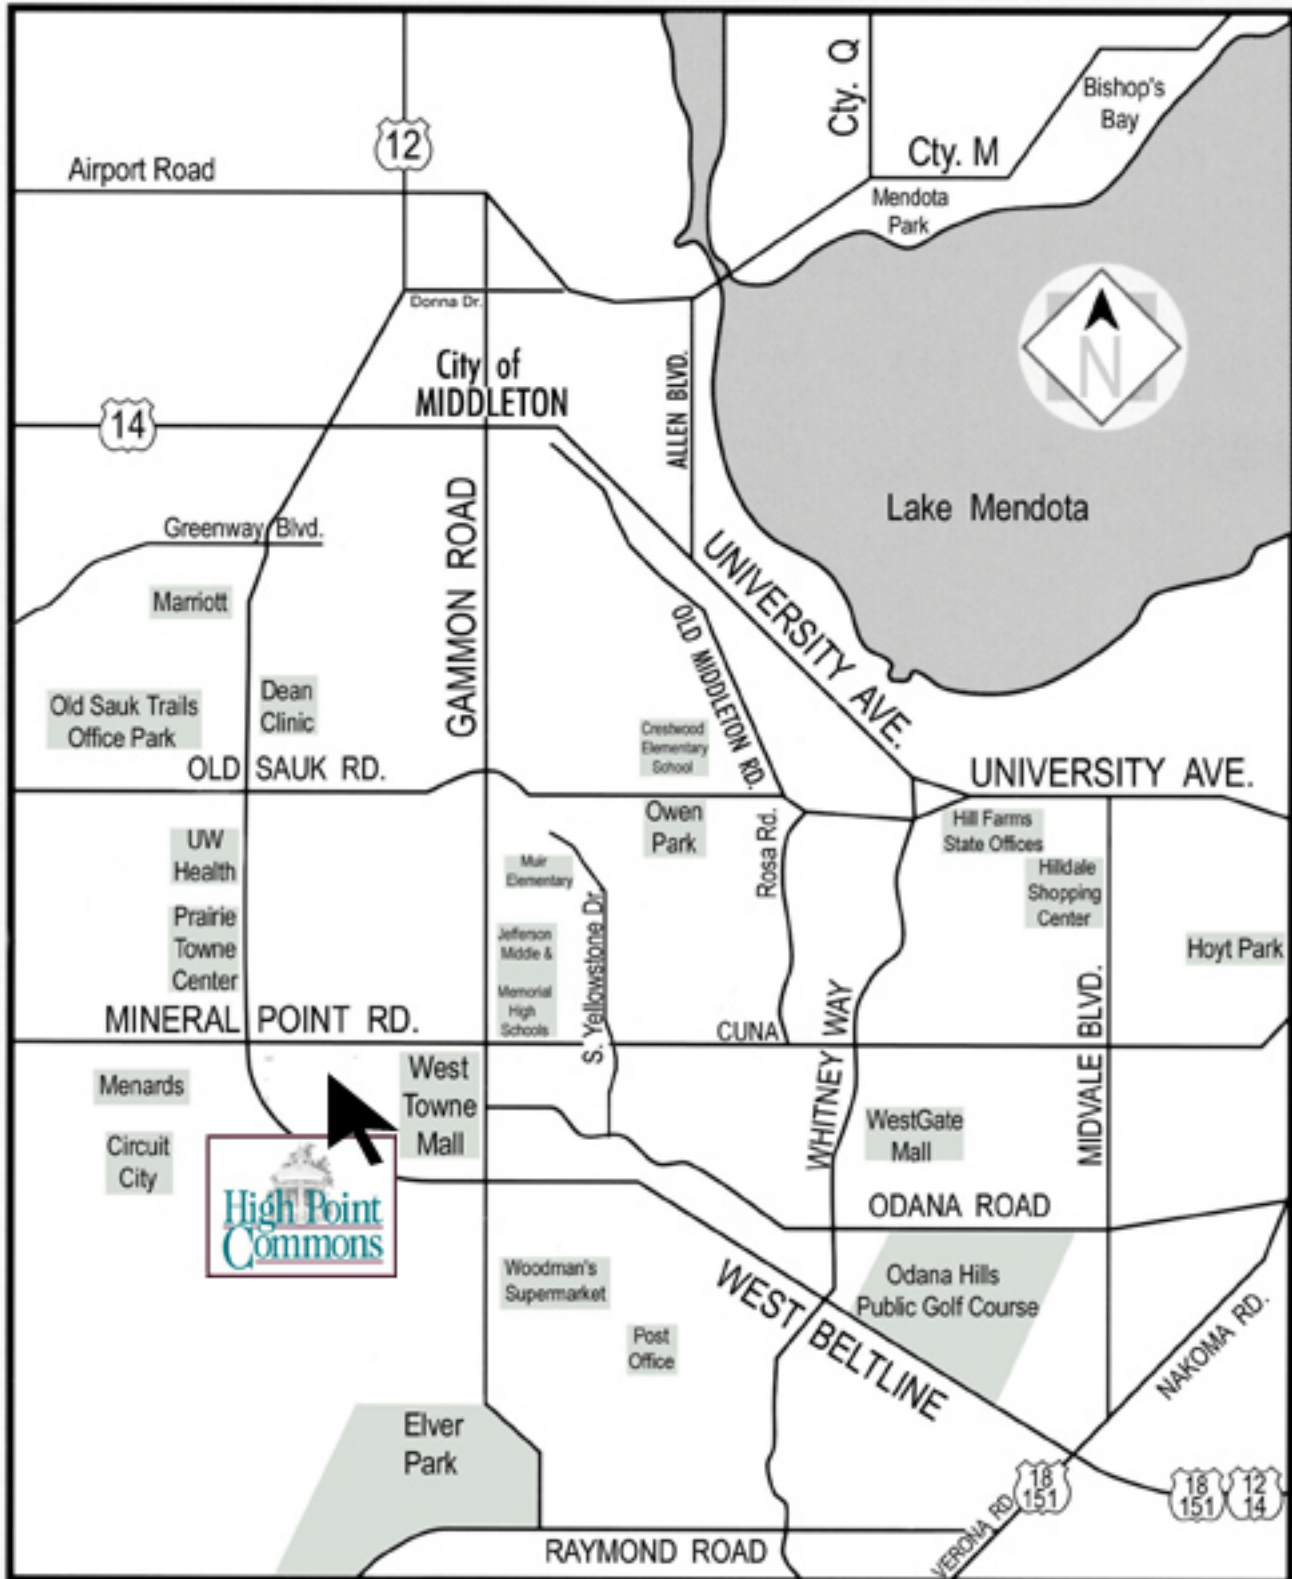 Cty. Q
Bishop's
Bay
12
Cty. M
Airport Road
Mendota
Park
Donna Dr.
N
City of
MIDDLETON
ALLEN BLVD.
14
GAMMON ROAD
Lake Mendota
Greenway Blvd.
UNIVERSITY AVE.
Marriott
OLD MIDDLETON RD.
Dean
Clinic
Old Sauk Trails
Office Park
Crestwood
Elementary
School
OLD SAUK RD.
UNIVERSITY AVE.
Owen
Park
Rosa Rd.
Hill Farms
State Offices
UW
Health
Muir
Elementary
Hilldale
Shopping
Center
S. Yellowstone Dr.
Prairie
Towne
Center
Jefferson
Middle &
Memorial
High
Schools
Hoyt Park
MIDVALE BLVD.
WHITNEY WAY
MINERAL POINT RD.
CUNA
Menards
West
Towne
Mall
WestGate
Mall
Circuit
City
High Point
Commons
ODANA ROAD
Woodman's
Supermarket
WEST BELTLINE
Odana Hills
Public Golf Course
NAKOMA RD.
Post
Office
Elver
Park
18
151
18
151
12
14
VERONA RD.
RAYMOND ROAD